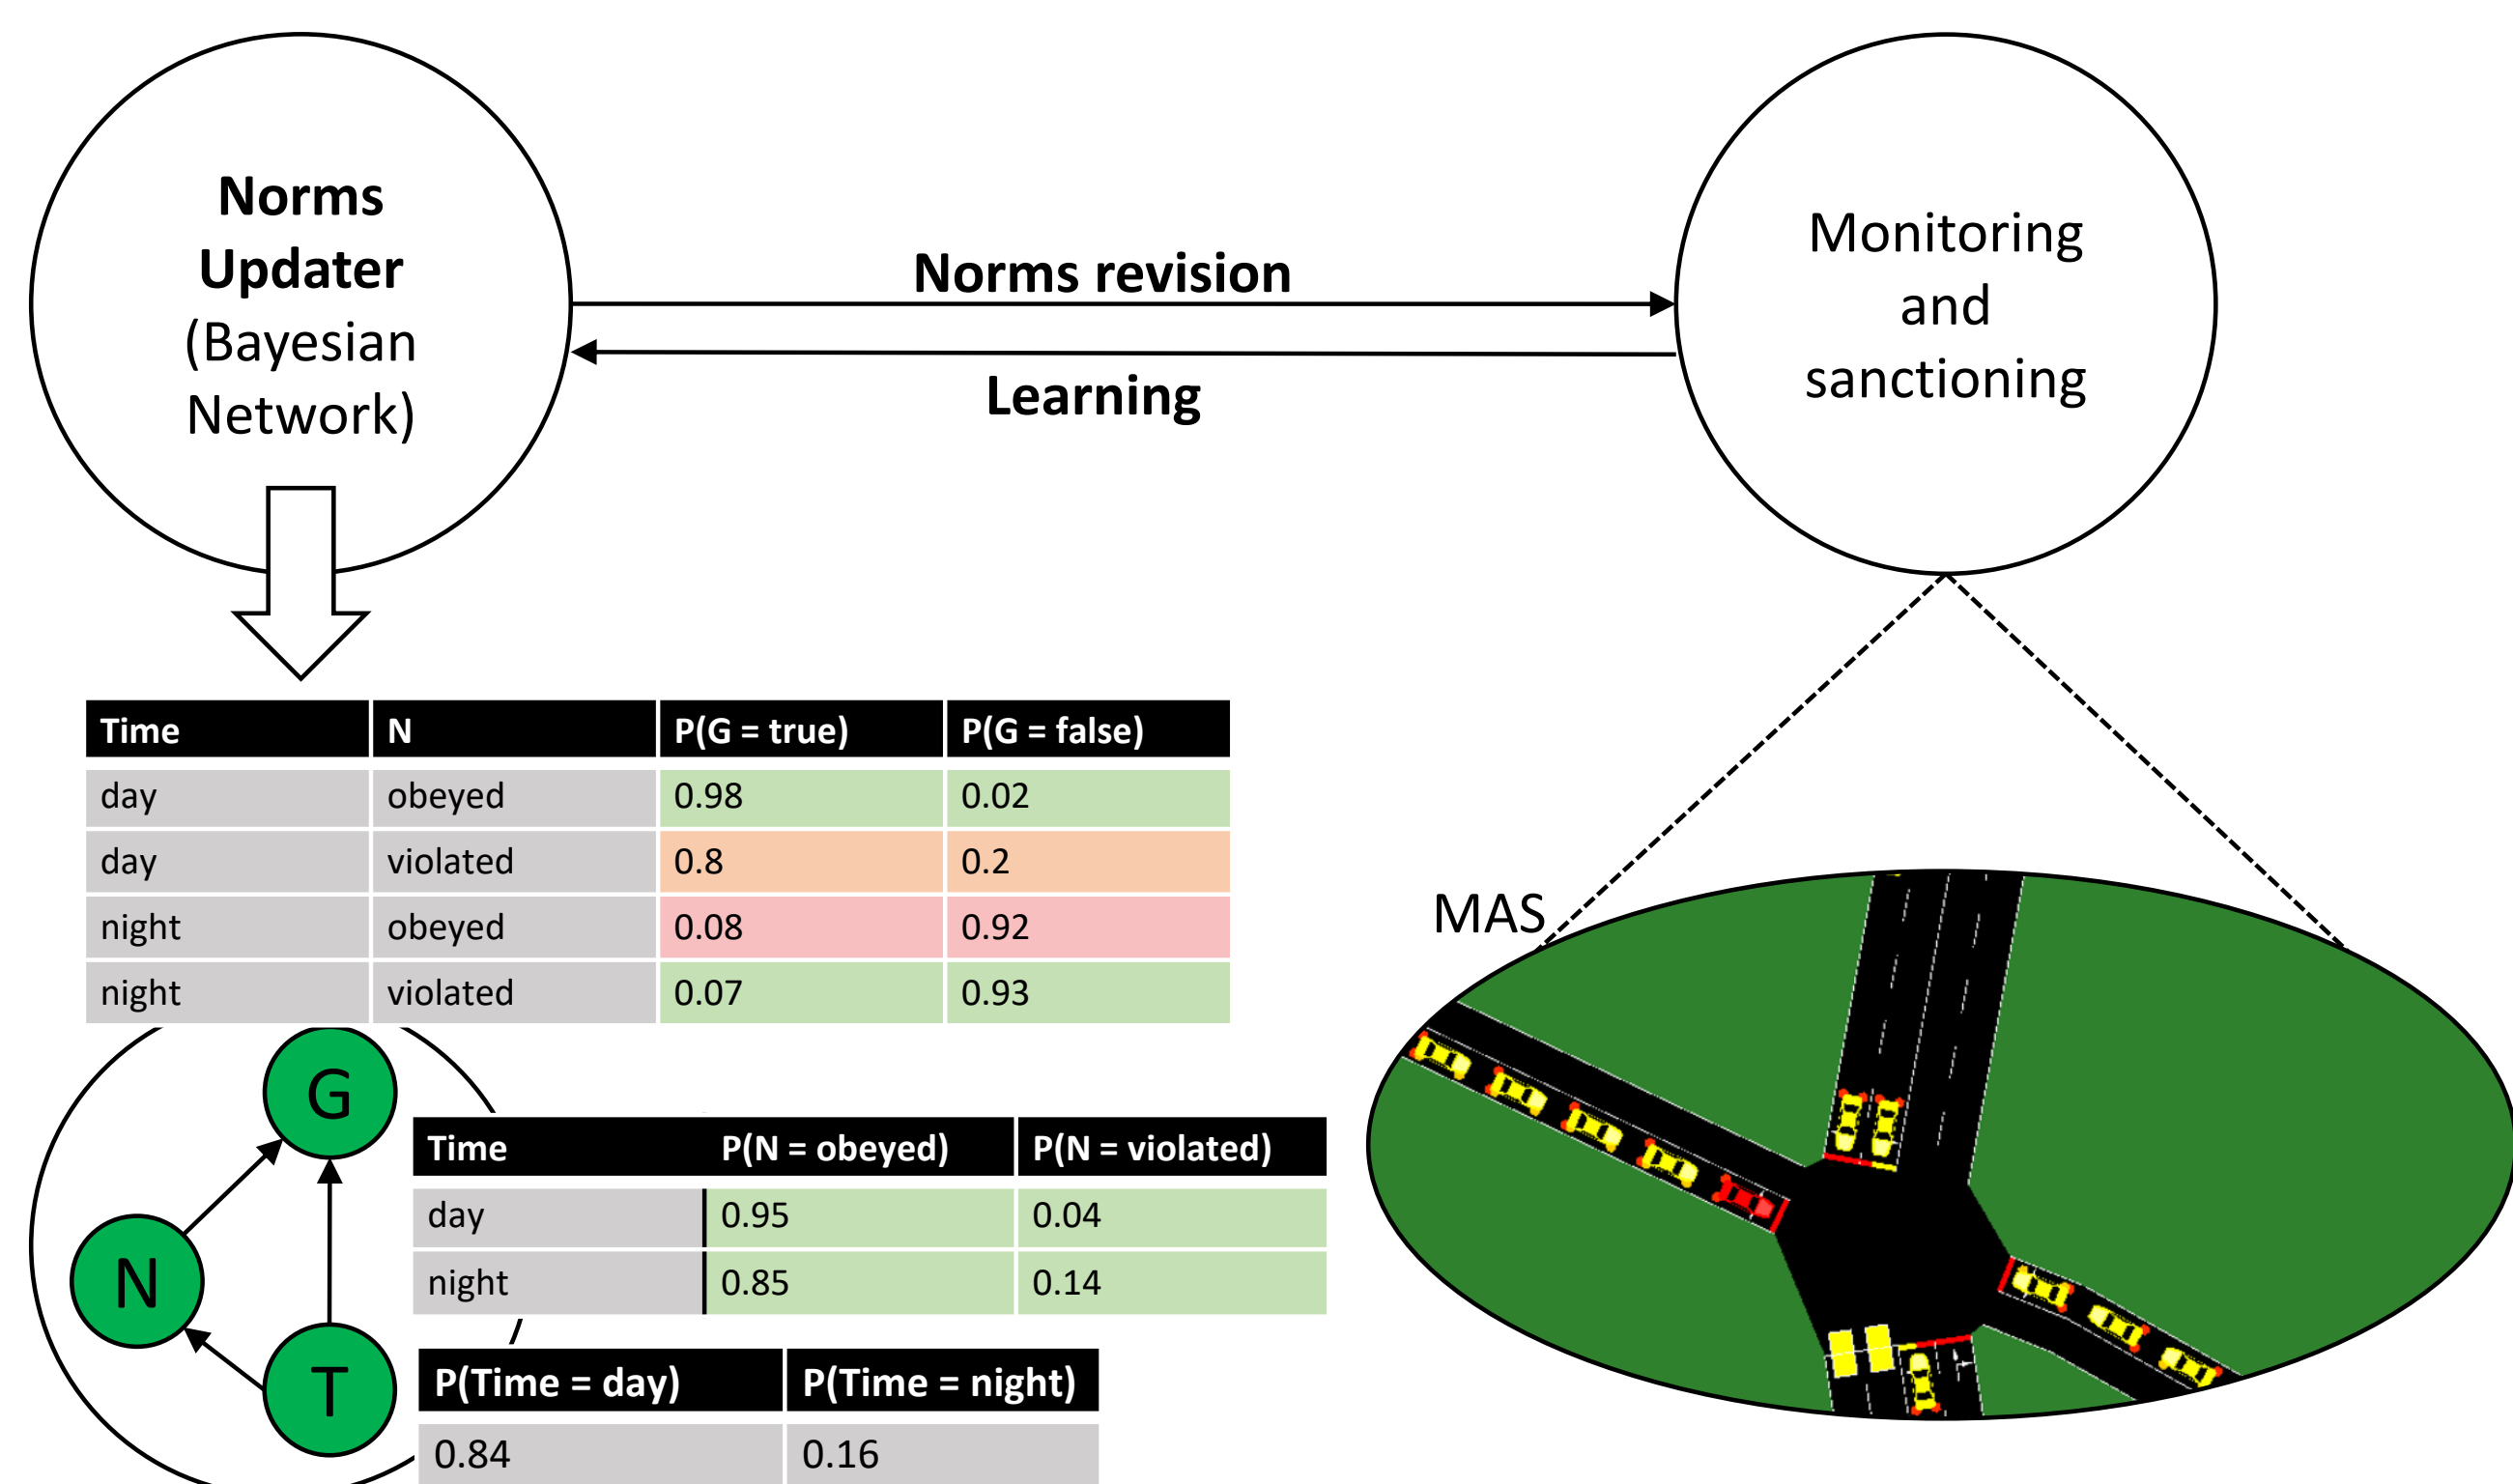 Norms
Updater
(Bayesian
Network)
Norms revision
Learning
Monitoring
and
sanctioning
Time N P(G = true) P(G = false)
day obeyed 0.98 0.02
day violated 0.8 0.2
night obeyed 0.08 0.92
night violated 0.07 0.93
MAS
G
N
T
Time P(N = obeyed) P(N = violated)
day 0.95 0.04
night 0.85 0.14
P(Time = day) P(Time = night)
0.84 0.16